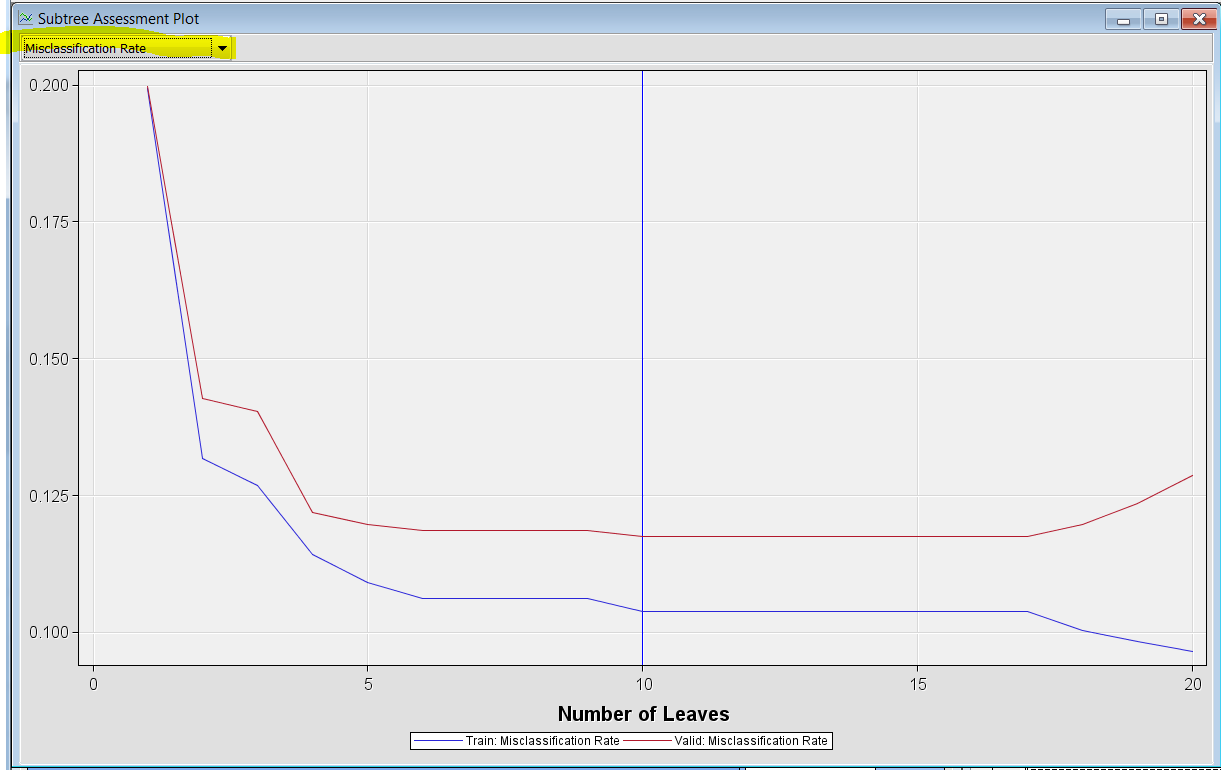 Subtree Assessment Plot
Misclassification Rate
0.200
0.175
0.150
0.125
0.100
0 5 10 15 20
Number of Leaves
Train: Misclassification Rate Valid: Misclassification Rate